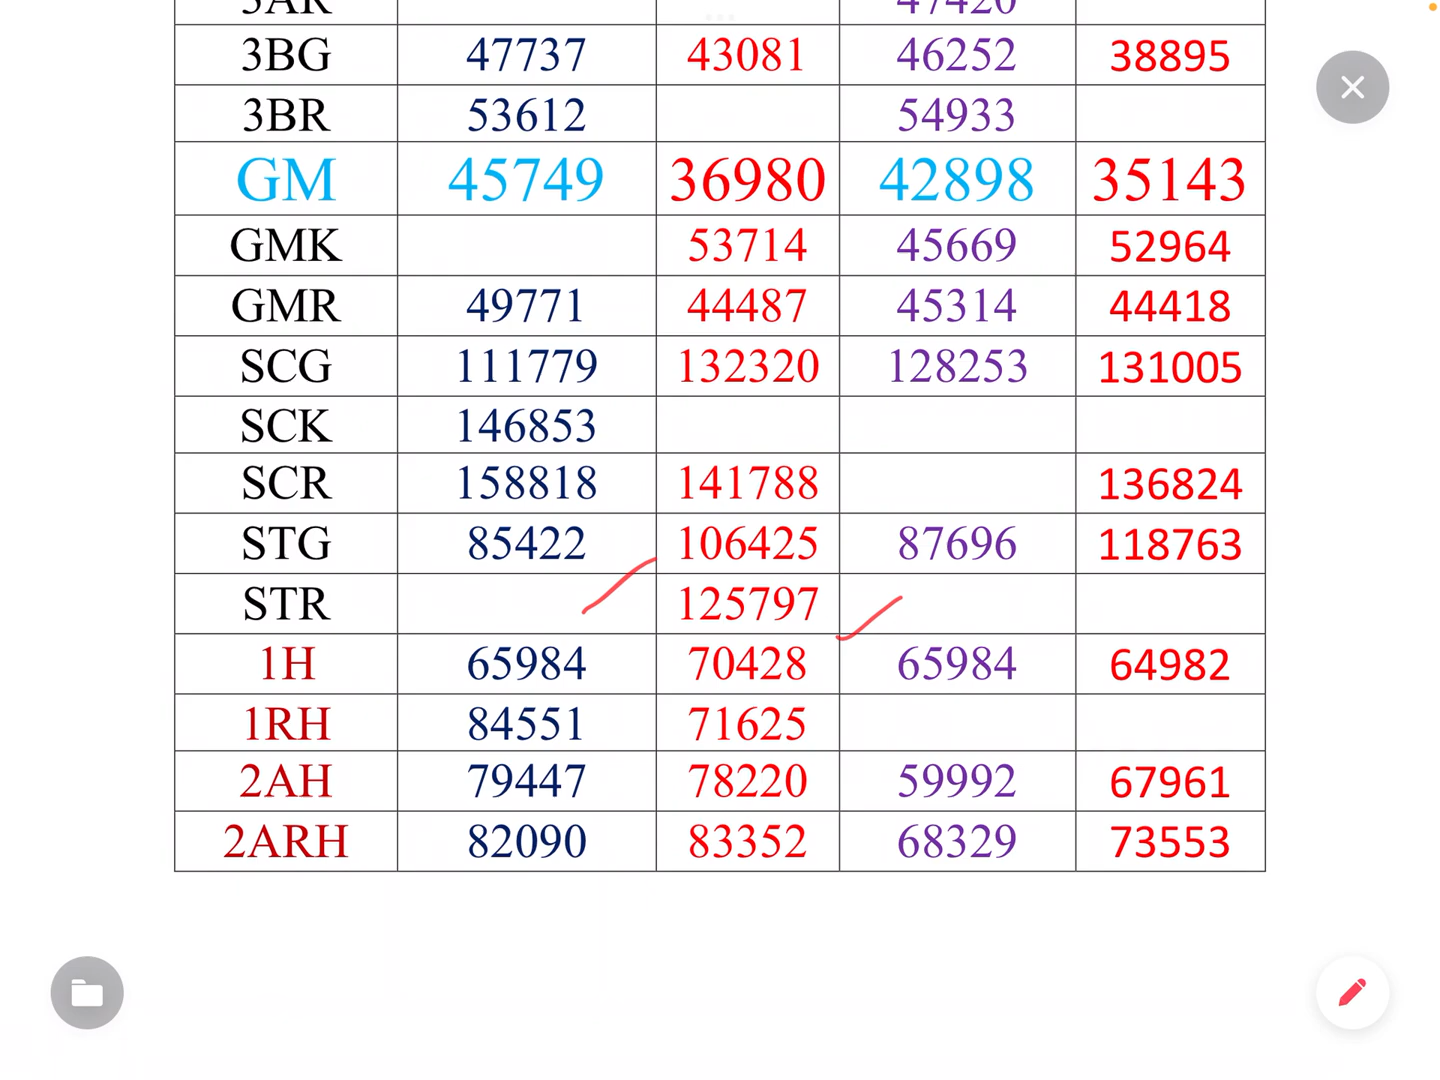 3BG 47737 43081 46252 38895
3BR 53612 54933
GM 45749 36980 42898 35143
GMK 53714 45669 52964
GMR 49771 44487 45314 44418
SCG 111779 132320 128253 131005
SCK 146853
SCR 158818 141788 136824
STG 85422 106425 87696 118763
STR 125797
1H 65984 70428 65984 64982
1RH 84551 71625
2AH 79447 78220 59992 67961
2ARH 82090 83352 68329 73553